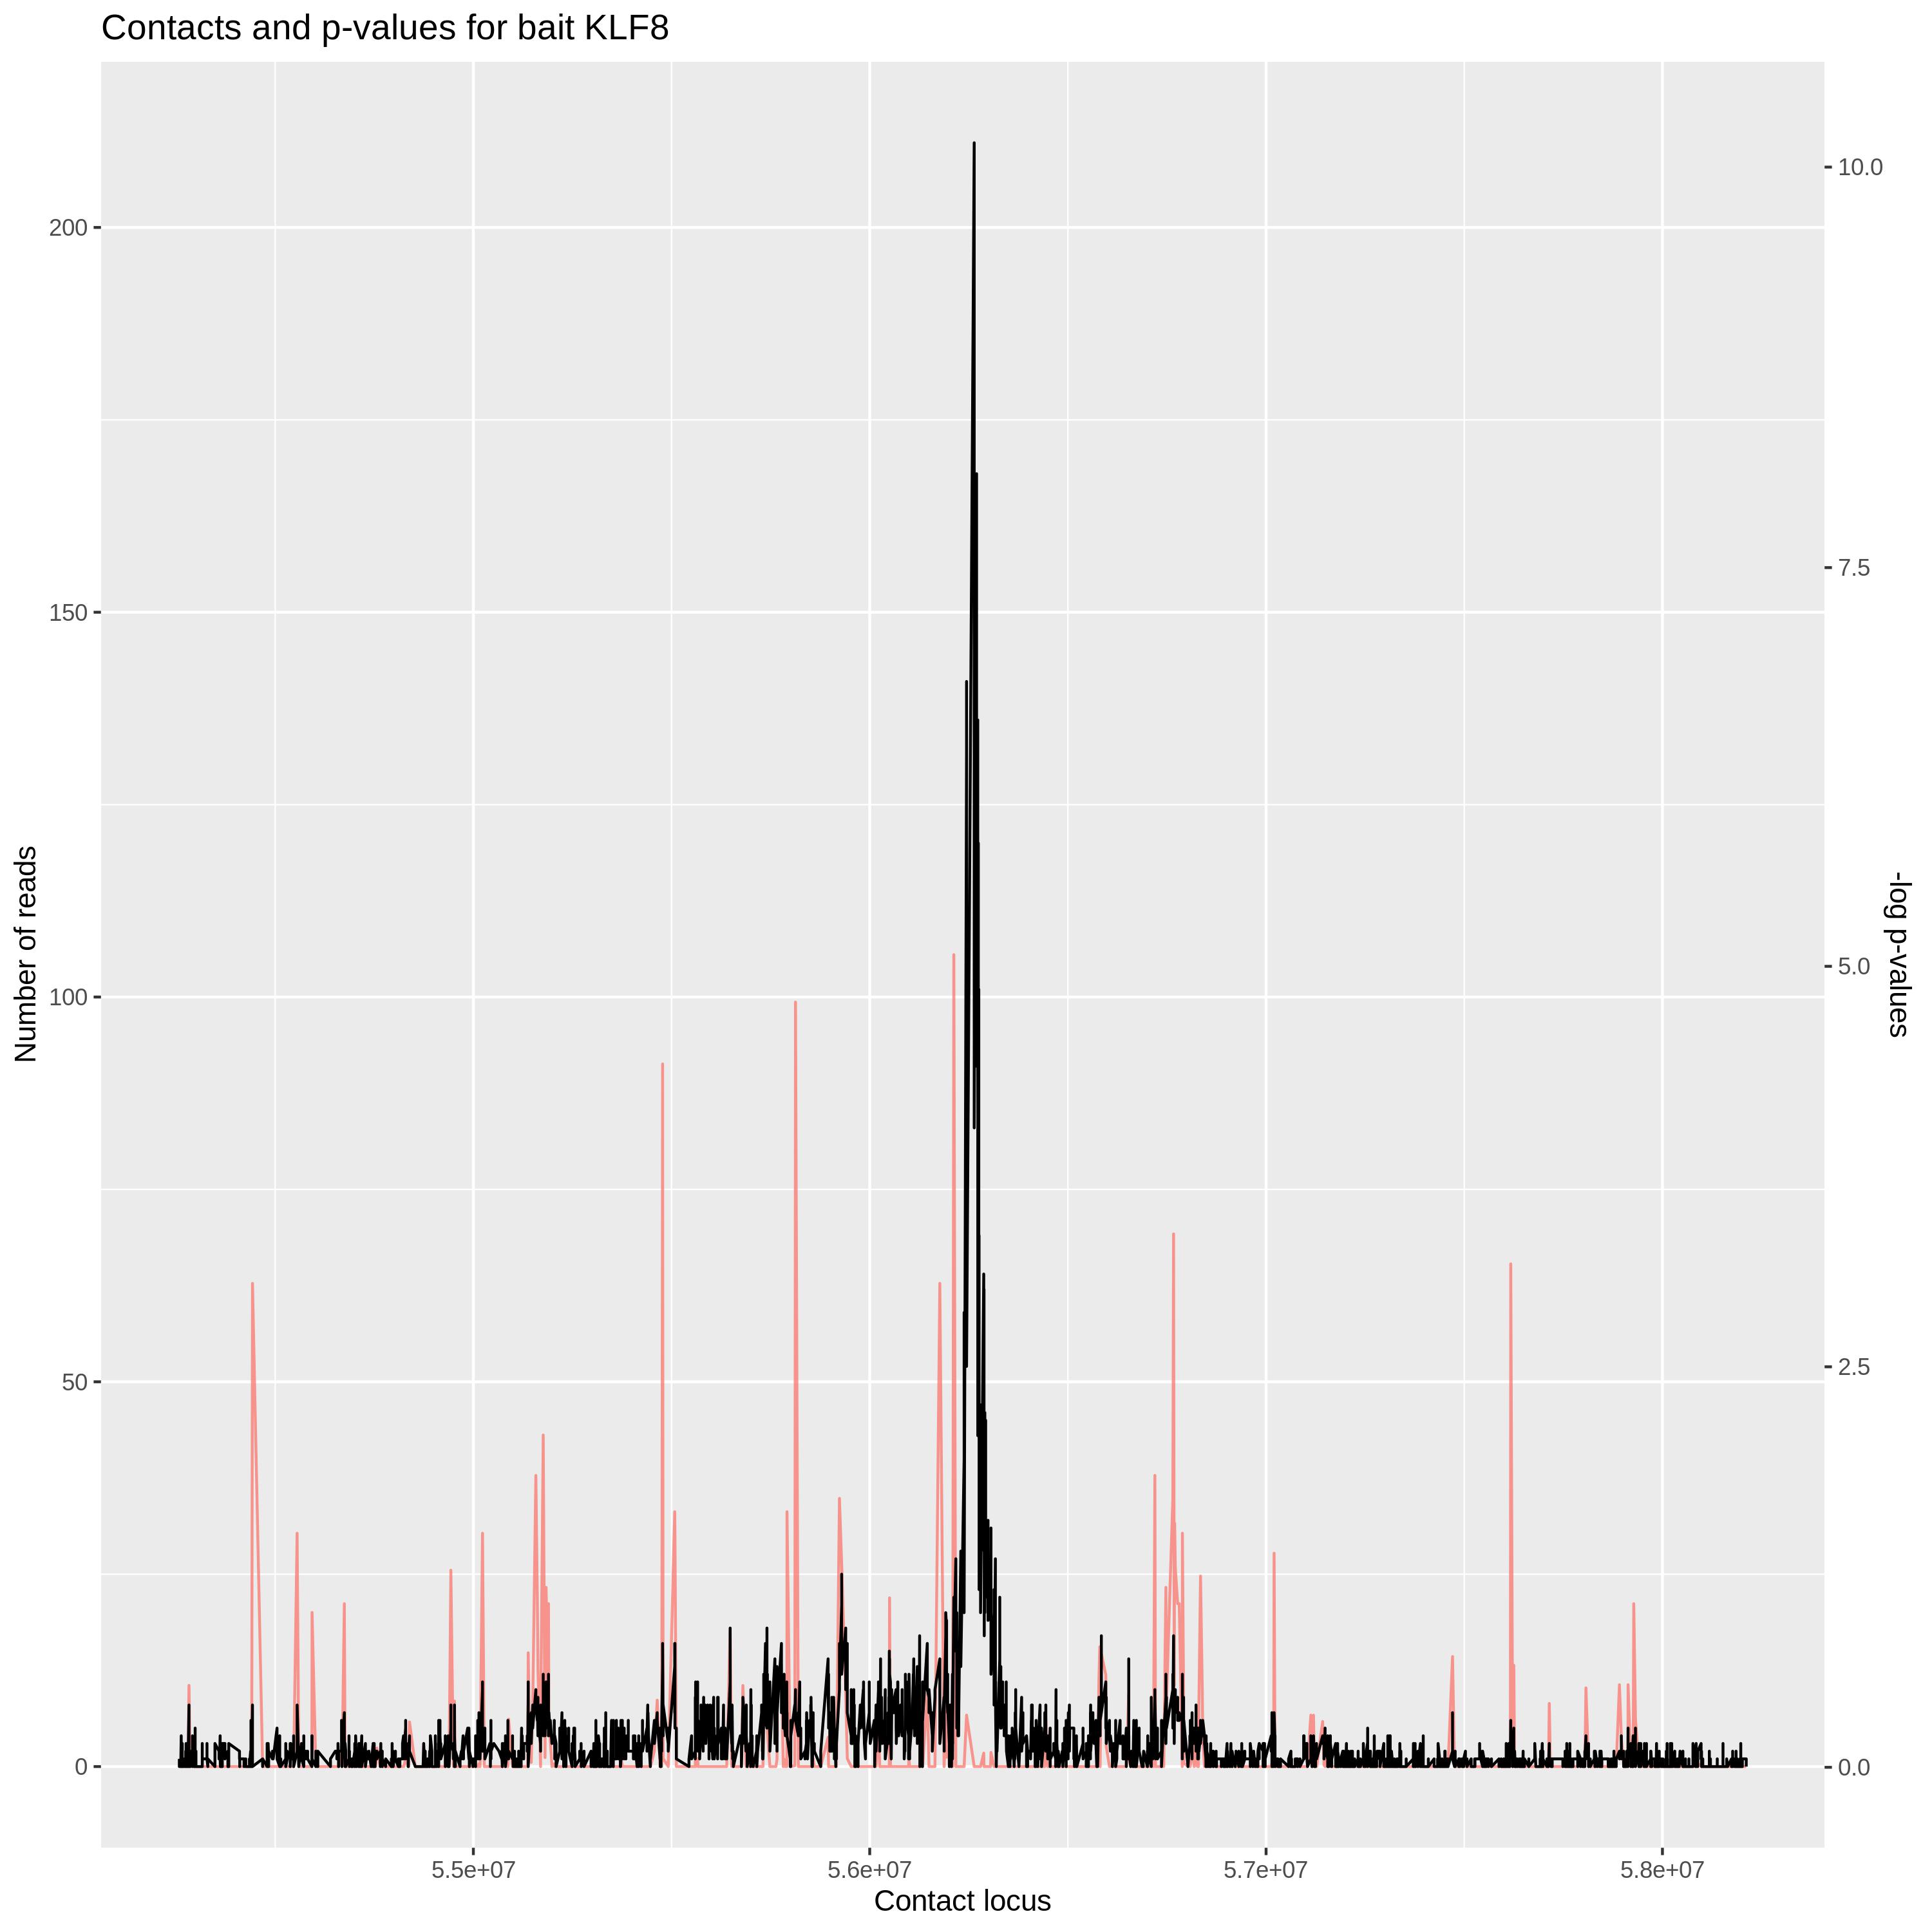 Contacts and p-values for bait KLF8
200
150
100
50
0
Number of reads
10.0
7.5
5.0
2.5
0.0
-log p-values
5.5e+07 5.6e+07 5.7e+07 5.8e+07
Contact locus